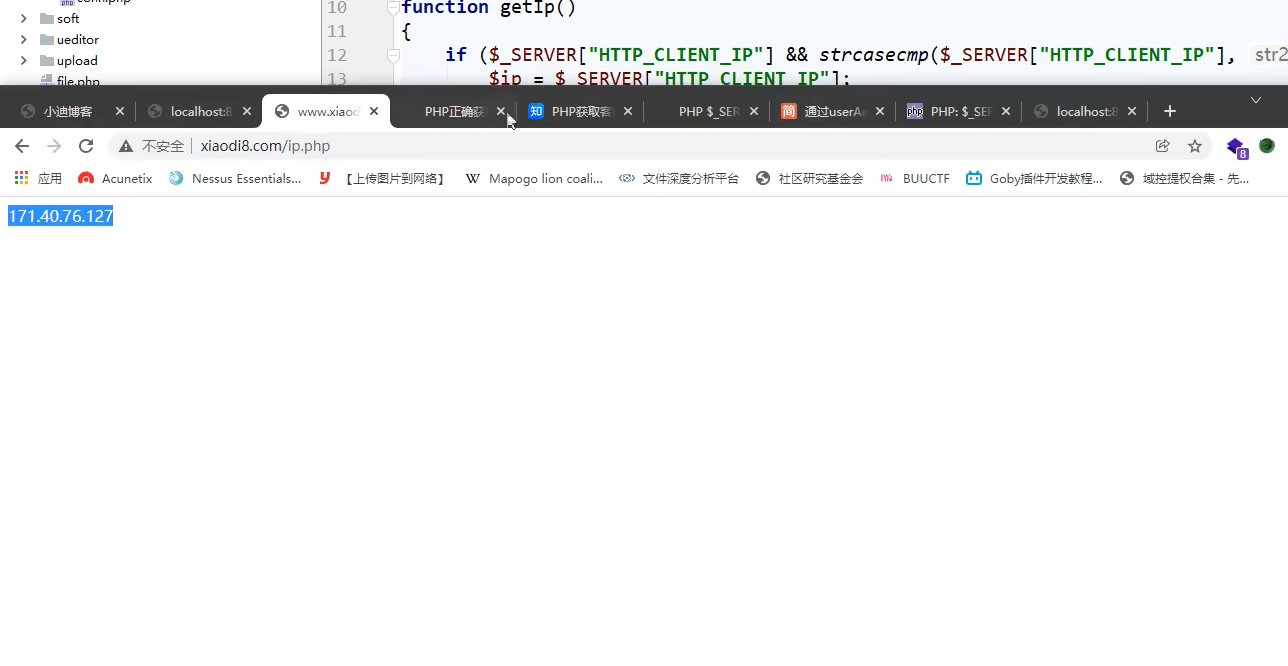 soft
ueditor
upload
file.php
10 function getIp()
11 {
12 if ($_SERVER["HTTP_CLIENT_IP"] && strcasecmp($_SERVER["HTTP_CLIENT_IP"], str2
13 $ip = $_SERVER["HTTP_CLIENT_IP"];
小迪博客 localhost:8 www.xiaod PHP正确获 知 PHP获取客 PHP $_SER 简 通过userA php PHP: $_SER localhost:8
不安全 xiaodi8.com/ip.php 8
应用 Acunetix Nessus Essentials... 【上传图片到网络】 W Mapogo lion coali... 文件深度分析平台 社区研究基金会 BUUCTF Goby插件开发教程... 域控提权合集 - 先...
171.40.76.127